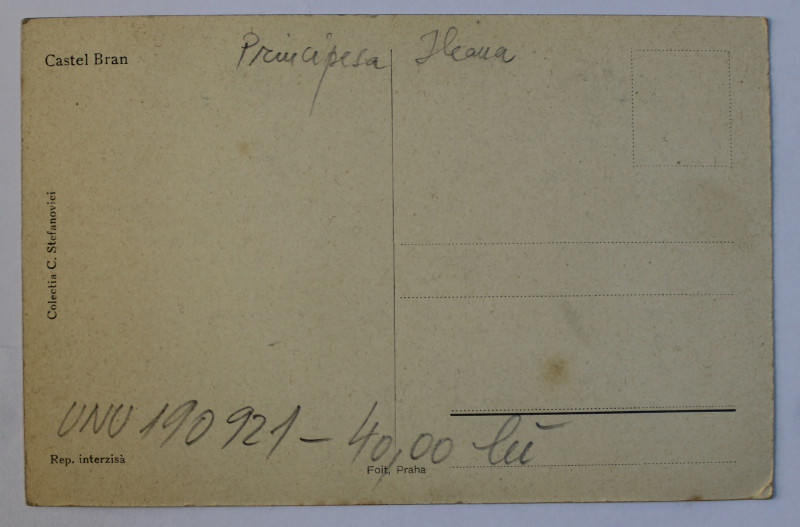 Castel Bran
Principesa Ileana
Colectia C. Stefanovici
UNU 190921 – 40,00 lei
Rep. interzisă
Foit, Praha